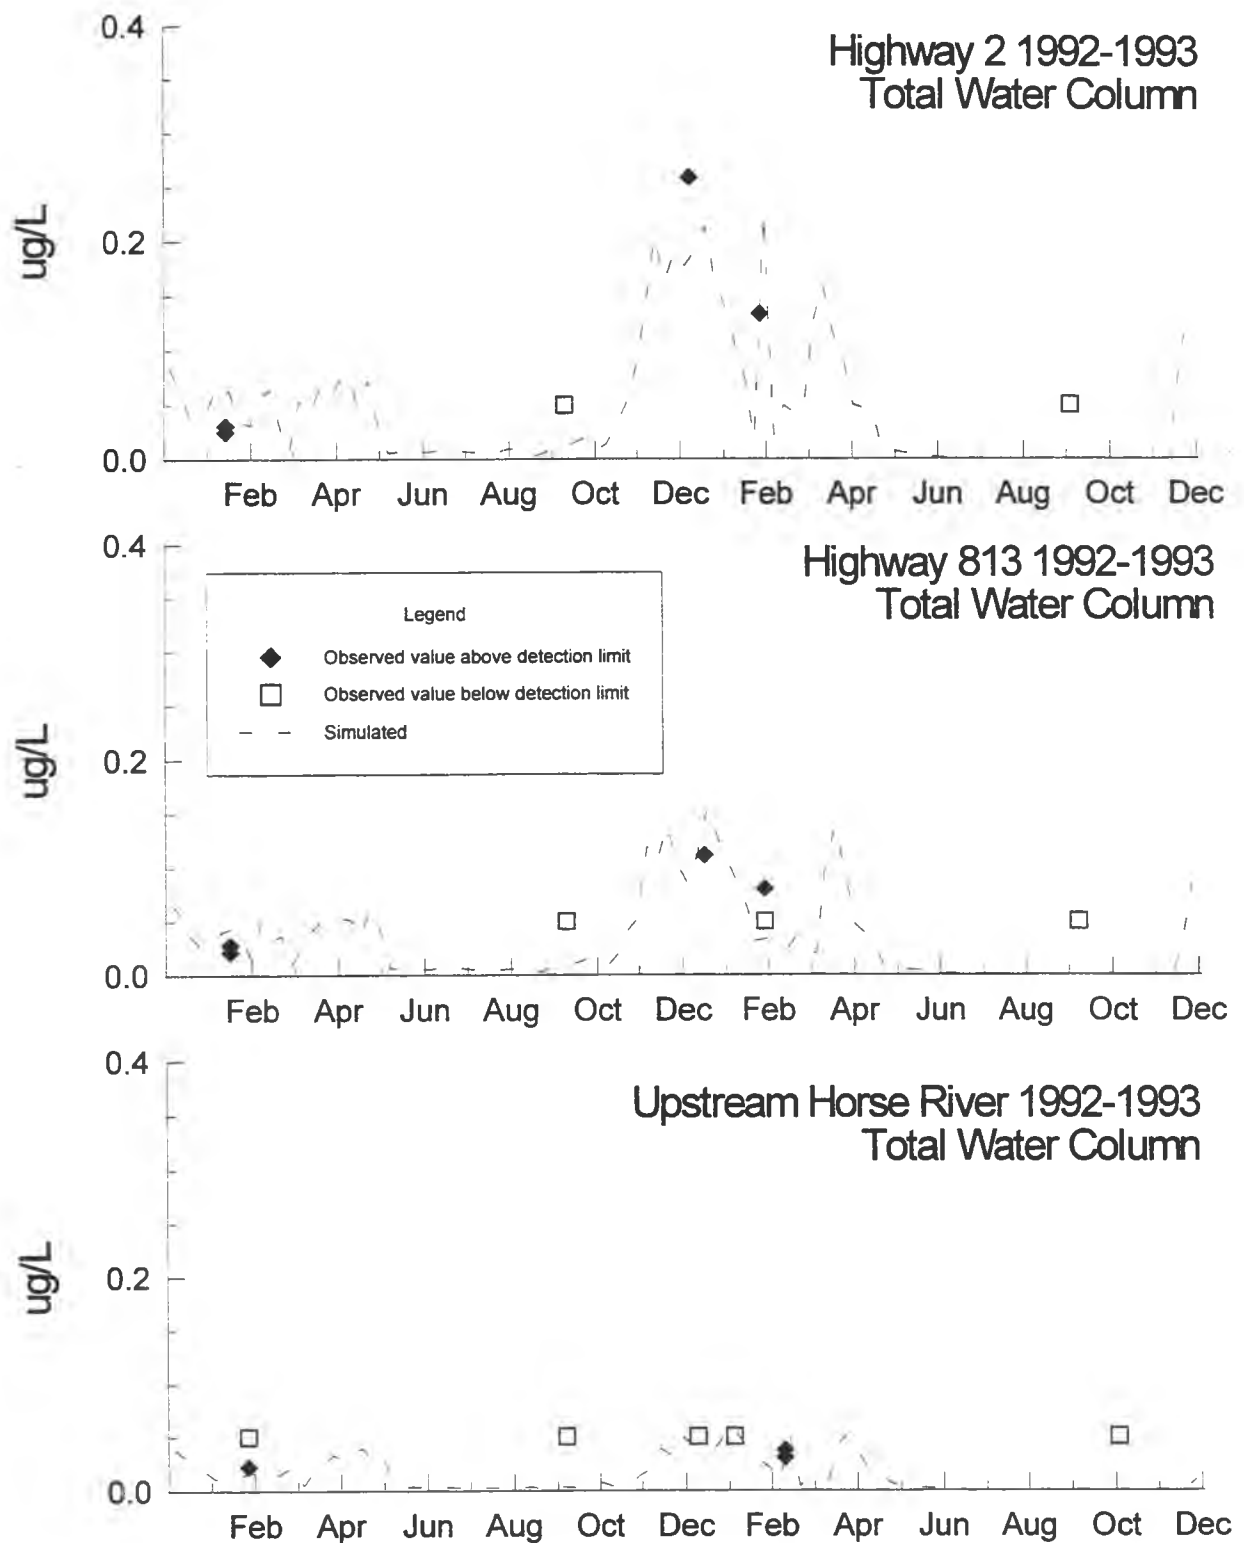 Highway 2 1992-1993
Total Water Column
ug/L
0.4
0.2
0.0
Feb Apr Jun Aug Oct Dec Feb Apr Jun Aug Oct Dec
Highway 813 1992-1993
Total Water Column
ug/L
0.4
0.2
0.0
Legend
Observed value above detection limit
Observed value below detection limit
Simulated
Feb Apr Jun Aug Oct Dec Feb Apr Jun Aug Oct Dec
Upstream Horse River 1992-1993
Total Water Column
ug/L
0.4
0.2
0.0
Feb Apr Jun Aug Oct Dec Feb Apr Jun Aug Oct Dec